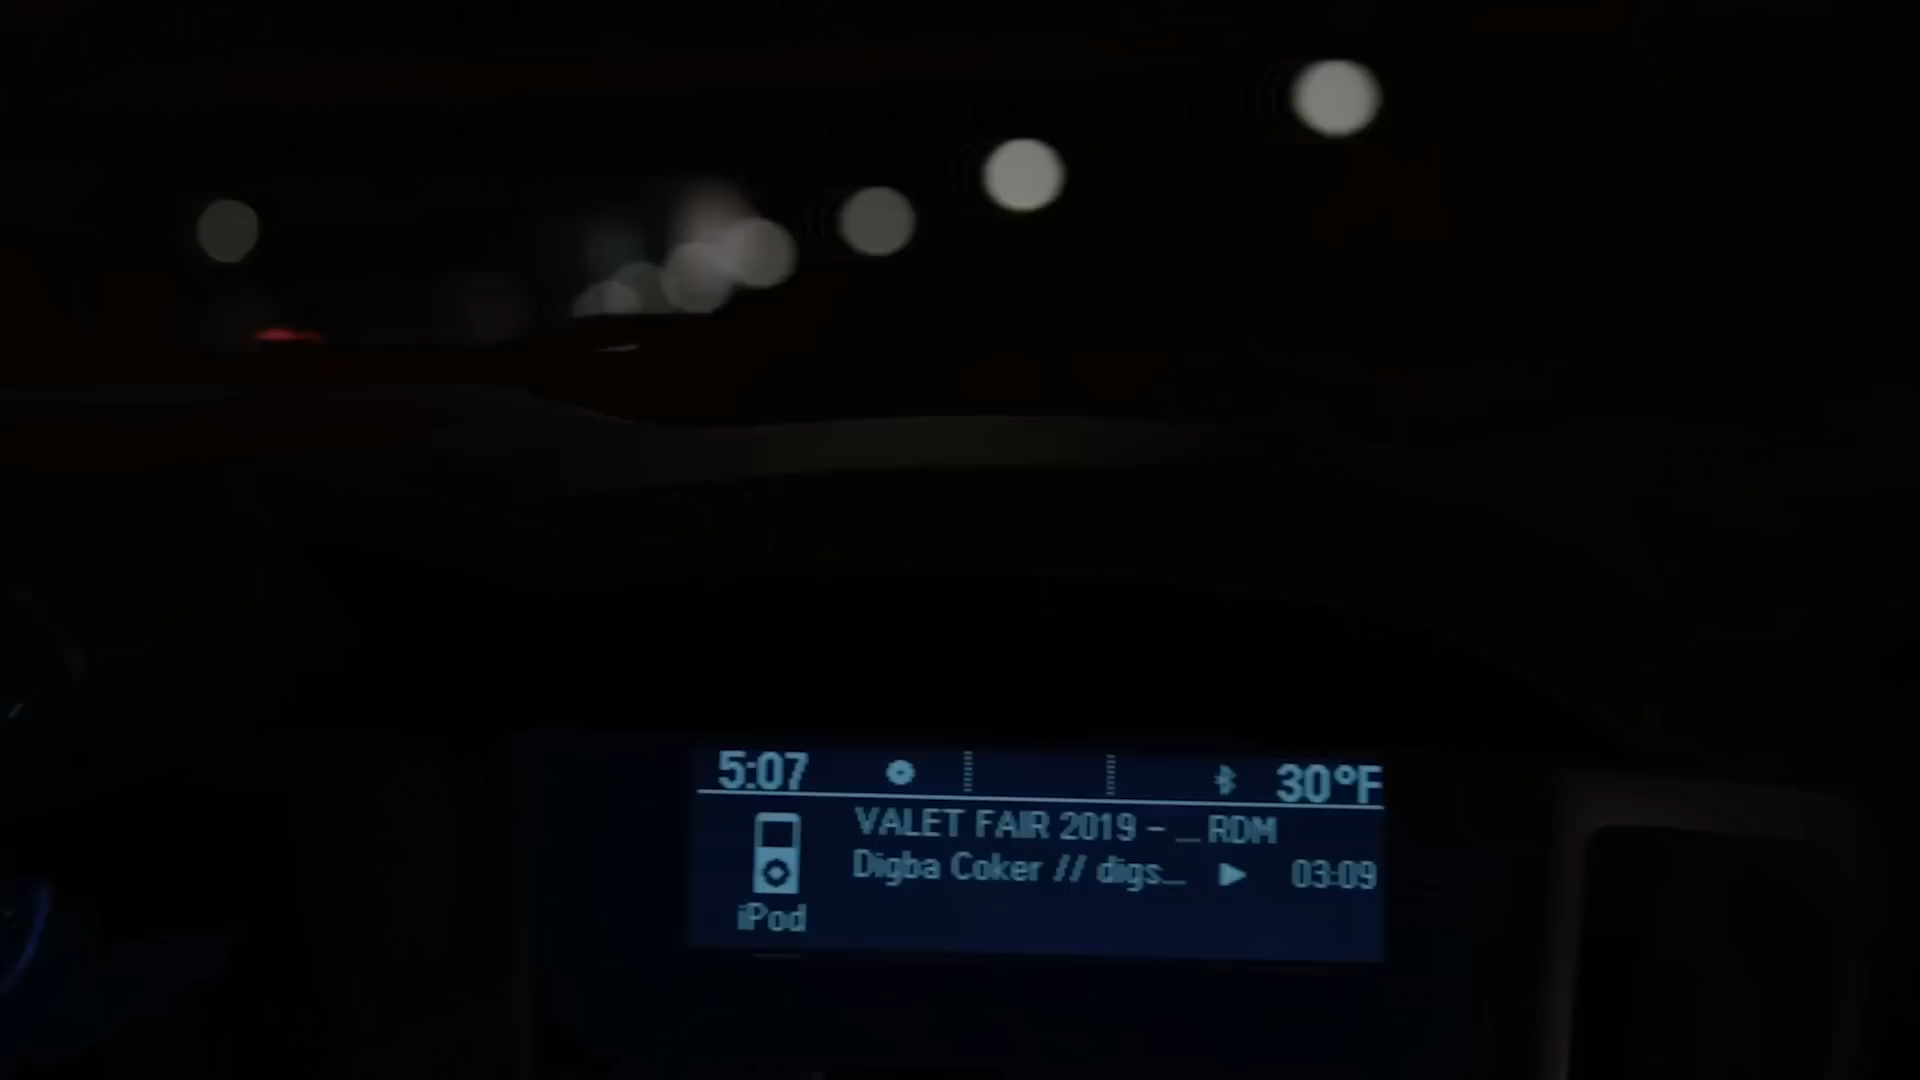 5:07 30°F
VALET FAIR 2019 - ... RDM
Digba Coker // digs... 03:09
iPod